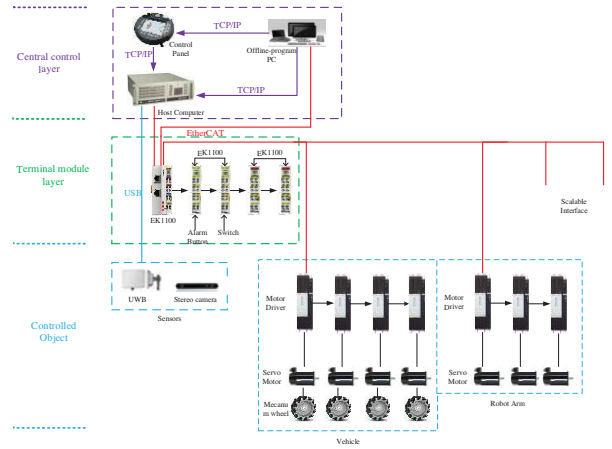 TCP/IP
Control
Panel
Offline-program
PC
TCP/IP
TCP/IP
Central control
layer
Host Computer
EtherCAT
EK1100
EK1100
Terminal module
layer
USB
EK1100
Alarm
Button
Switch
Scalable
Interface
UWB
Stereo camera
Sensors
Motor
Driver
Motor
Driver
Controlled
Object
Servo
Motor
Servo
Motor
Mecanu
m wheel
Robot Arm
Vehicle